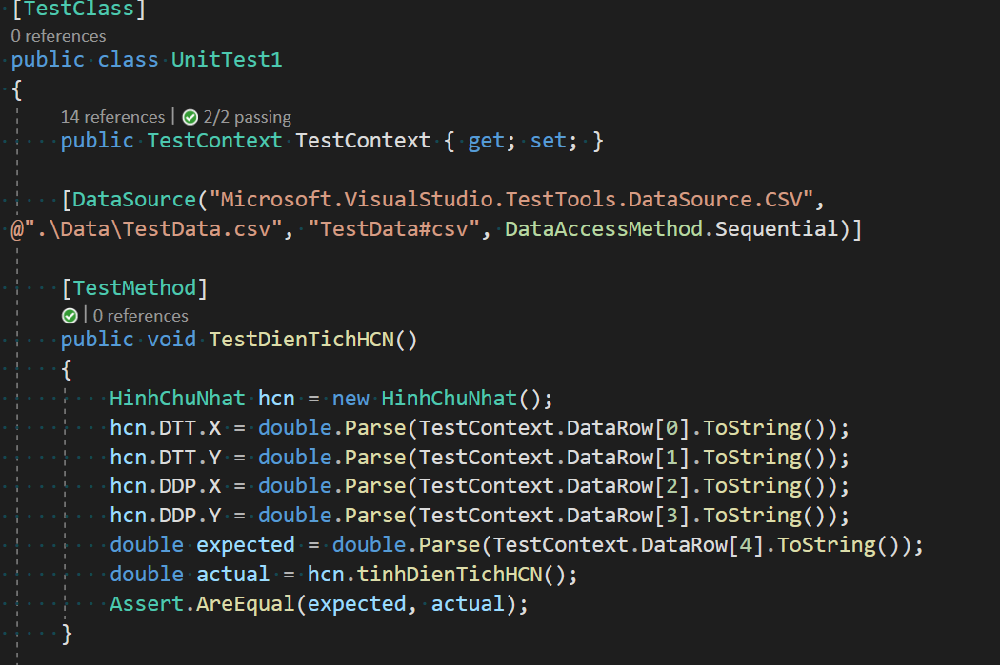 [TestClass]
0 references
public class UnitTest1
{
14 references | 2/2 passing
public TestContext TestContext { get; set; }
[DataSource("Microsoft.VisualStudio.TestTools.DataSource.CSV",
@".\Data\TestData.csv", "TestData#csv", DataAccessMethod.Sequential)]
[TestMethod]
| 0 references
public void TestDienTichHCN()
{
HinhChuNhat hcn = new HinhChuNhat();
hcn.DTT.X = double.Parse(TestContext.DataRow[0].ToString());
hcn.DTT.Y = double.Parse(TestContext.DataRow[1].ToString());
hcn.DDP.X = double.Parse(TestContext.DataRow[2].ToString());
hcn.DDP.Y = double.Parse(TestContext.DataRow[3].ToString());
double expected = double.Parse(TestContext.DataRow[4].ToString());
double actual = hcn.tinhDienTichHCN();
Assert.AreEqual(expected, actual);
}